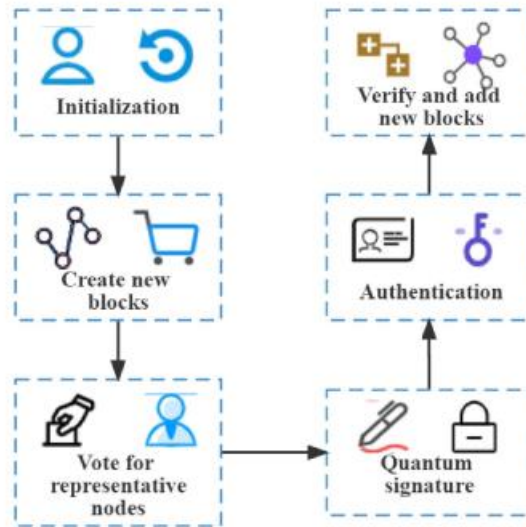 Initialization
Create new
blocks
Vote for
representative
nodes
Quantum
signature
Authentication
Verify and add
new blocks